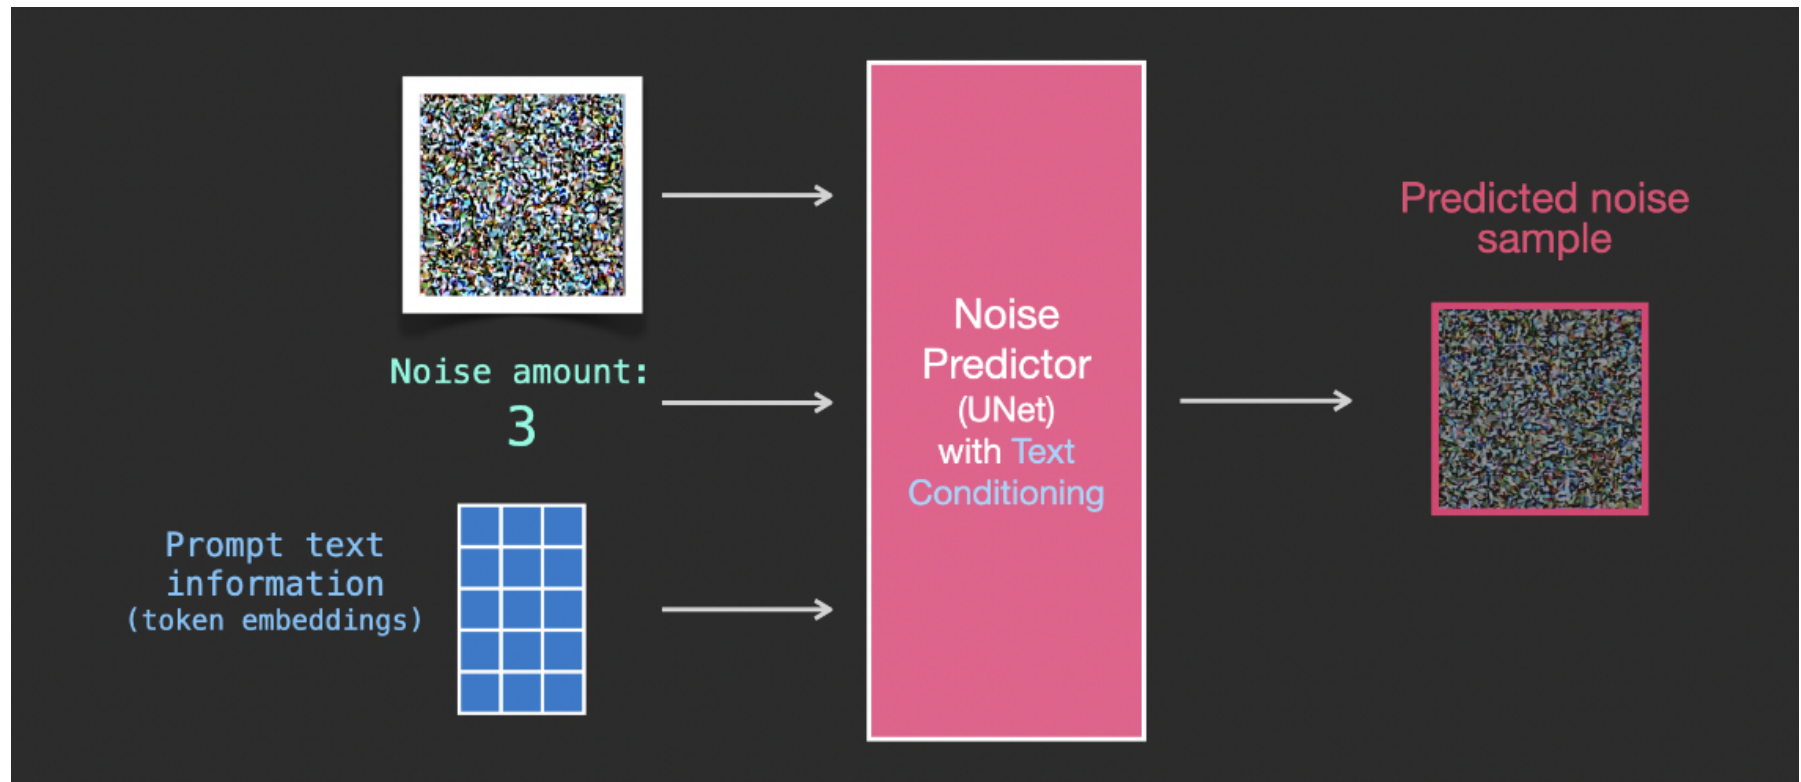 Noise amount:
3
Prompt text
information
(token embeddings)
Noise
Predictor
(UNet)
with Text
Conditioning
Predicted noise
sample